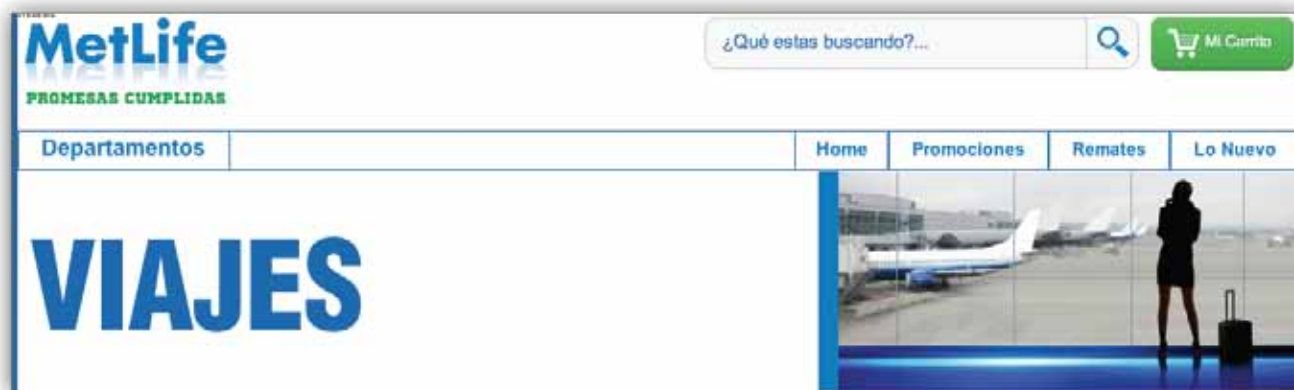 MetLife
PROMESAS CUMPLIDAS
¿Qué estas buscando?...
Mi Carrito
Departamentos
Home
Promociones
Remates
Lo Nuevo
VIAJES